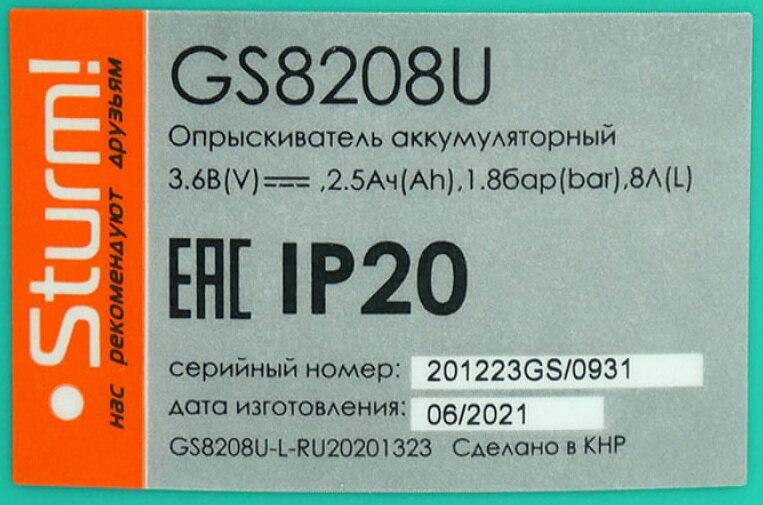 Sturm!
нас рекомендуют друзьям
GS8208U
Опрыскиватель аккумуляторный
3.6В(V) ⎓ ,2.5Ач(Ah),1.8бар(bar),8Л(L)
EAC IP20
серийный номер: 201223GS/0931
дата изготовления: 06/2021
GS8208U-L-RU20201323 Сделано в КНР